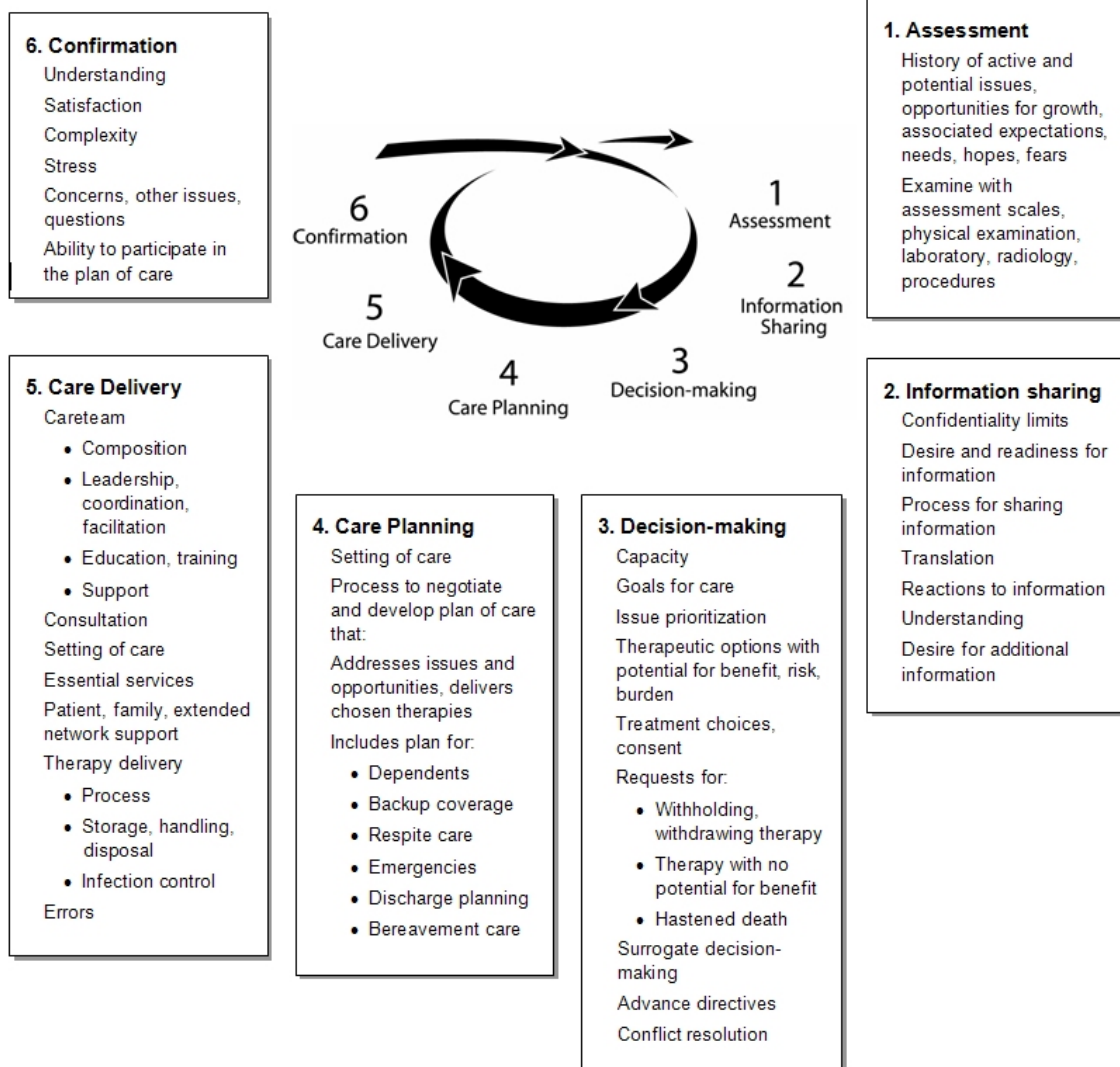 6. Confirmation
Understanding
Satisfaction
Complexity
Stress
Concerns, other issues,
questions
Ability to participate in
the plan of care
1. Assessment
History of active and
potential issues,
opportunities for growth,
associated expectations,
needs, hopes, fears
Examine with
assessment scales,
physical examination,
laboratory, radiology,
procedures
1
Assessment
2
Information
Sharing
3
Decision-making
4
Care Planning
5
Care Delivery
6
Confirmation
5. Care Delivery
Careteam
• Composition
• Leadership,
coordination,
facilitation
• Education, training
• Support
Consultation
Setting of care
Essential services
Patient, family, extended
network support
Therapy delivery
• Process
• Storage, handling,
disposal
• Infection control
Errors
4. Care Planning
Setting of care
Process to negotiate
and develop plan of care
that:
Addresses issues and
opportunities, delivers
chosen therapies
Includes plan for:
• Dependents
• Backup coverage
• Respite care
• Emergencies
• Discharge planning
• Bereavement care
3. Decision-making
Capacity
Goals for care
Issue prioritization
Therapeutic options with
potential for benefit, risk,
burden
Treatment choices,
consent
Requests for:
• Withholding,
withdrawing therapy
• Therapy with no
potential for benefit
• Hastened death
Surrogate decision-
making
Advance directives
Conflict resolution
2. Information sharing
Confidentiality limits
Desire and readiness for
information
Process for sharing
information
Translation
Reactions to information
Understanding
Desire for additional
information